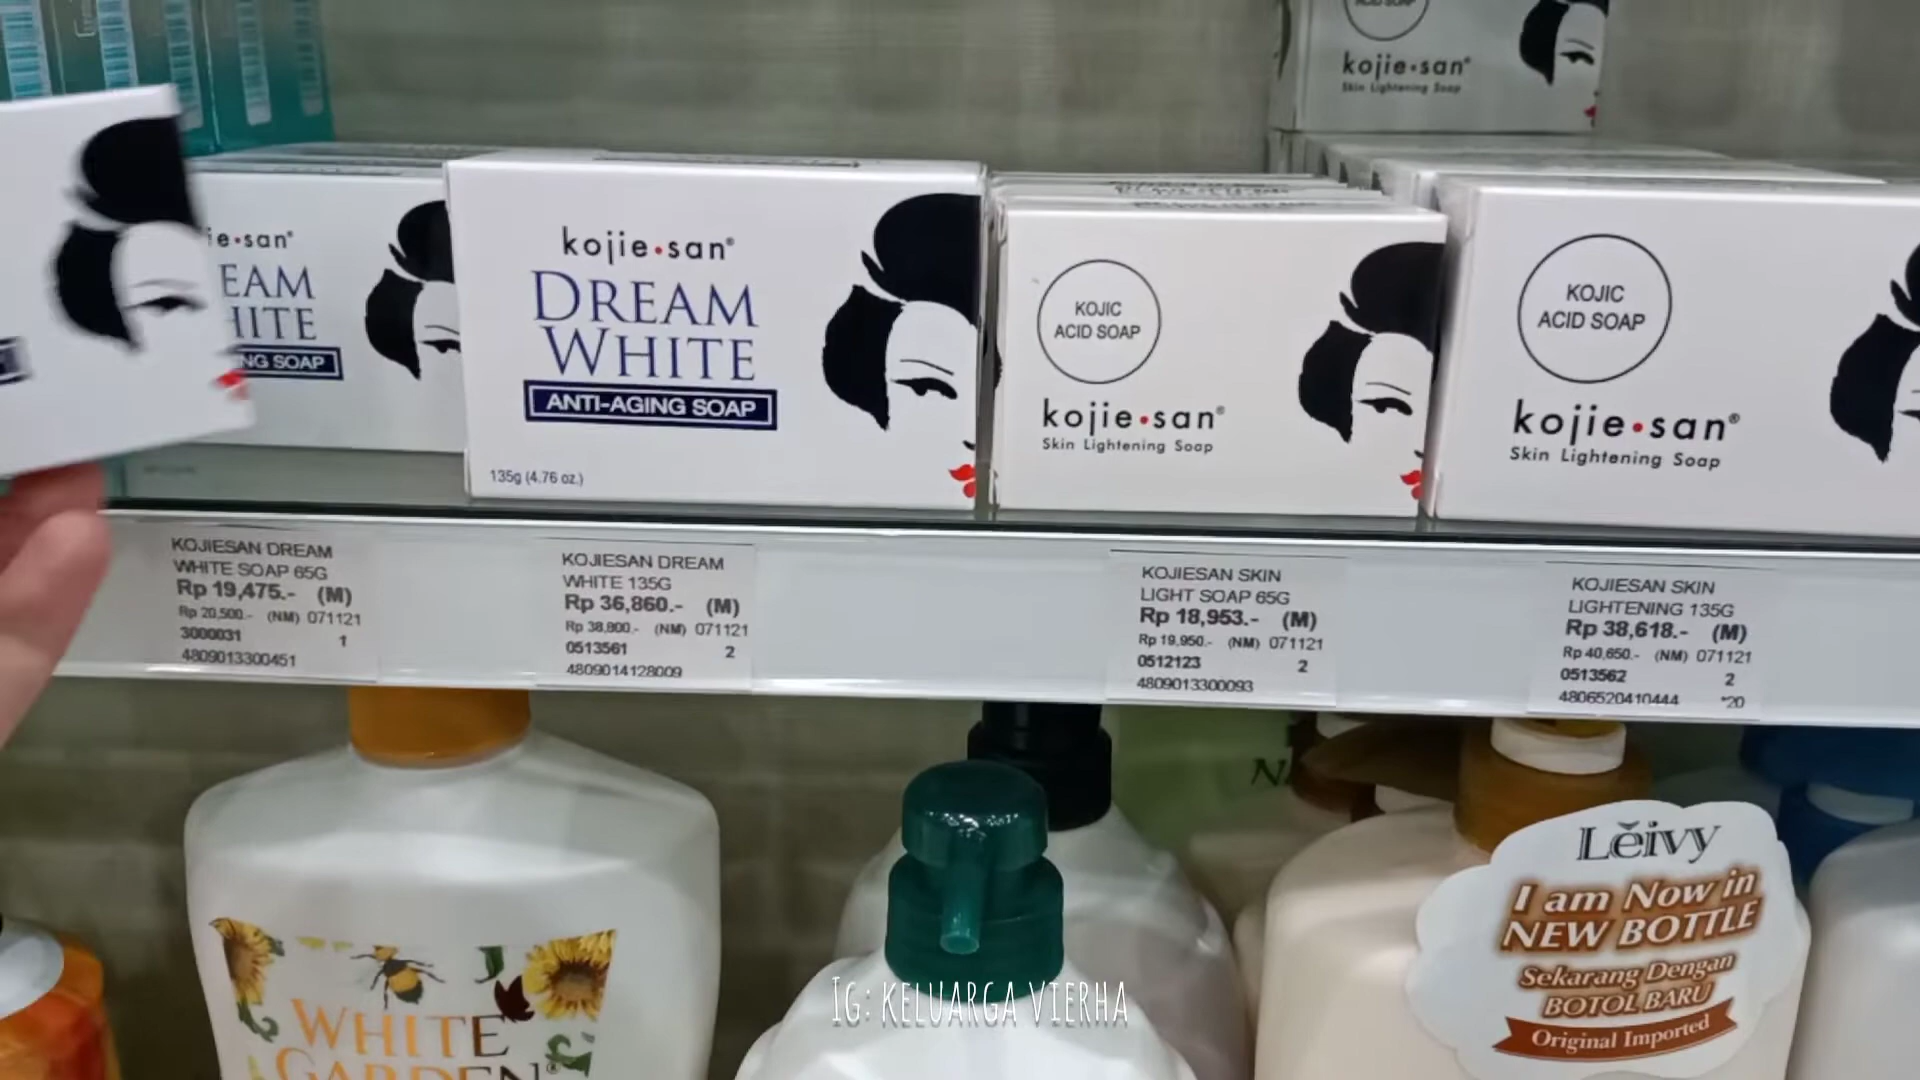 kojie•san®
Skin Lightening Soap
ie•san®
EAM
HITE
NG SOAP
kojie•san®
DREAM
WHITE
ANTI-AGING SOAP
135g (4.76 oz.)
KOJIC
ACID SOAP
kojie•san®
Skin Lightening Soap
KOJIC
ACID SOAP
kojie•san®
Skin Lightening Soap
KOJIESAN DREAM
WHITE SOAP 65G
Rp 19,475.- (M)
Rp 20,500.- (NM) 071121
3000031 1
4809013300451
KOJIESAN DREAM
WHITE 135G
Rp 36,860.- (M)
Rp 38,800.- (NM) 071121
0513561 2
4809014128009
KOJIESAN SKIN
LIGHT SOAP 65G
Rp 18,953.- (M)
Rp 19,950.- (NM) 071121
0512123 2
4809013300093
KOJIESAN SKIN
LIGHTENING 135G
Rp 38,618.- (M)
Rp 40,650.- (NM) 071121
0513562 2
4806520410444 *20
WHITE
GARDEN
Lěivy
I am Now in
NEW BOTTLE
Sekarang Dengan
BOTOL BARU
Original Imported
IG: KELUARGA VIERHA